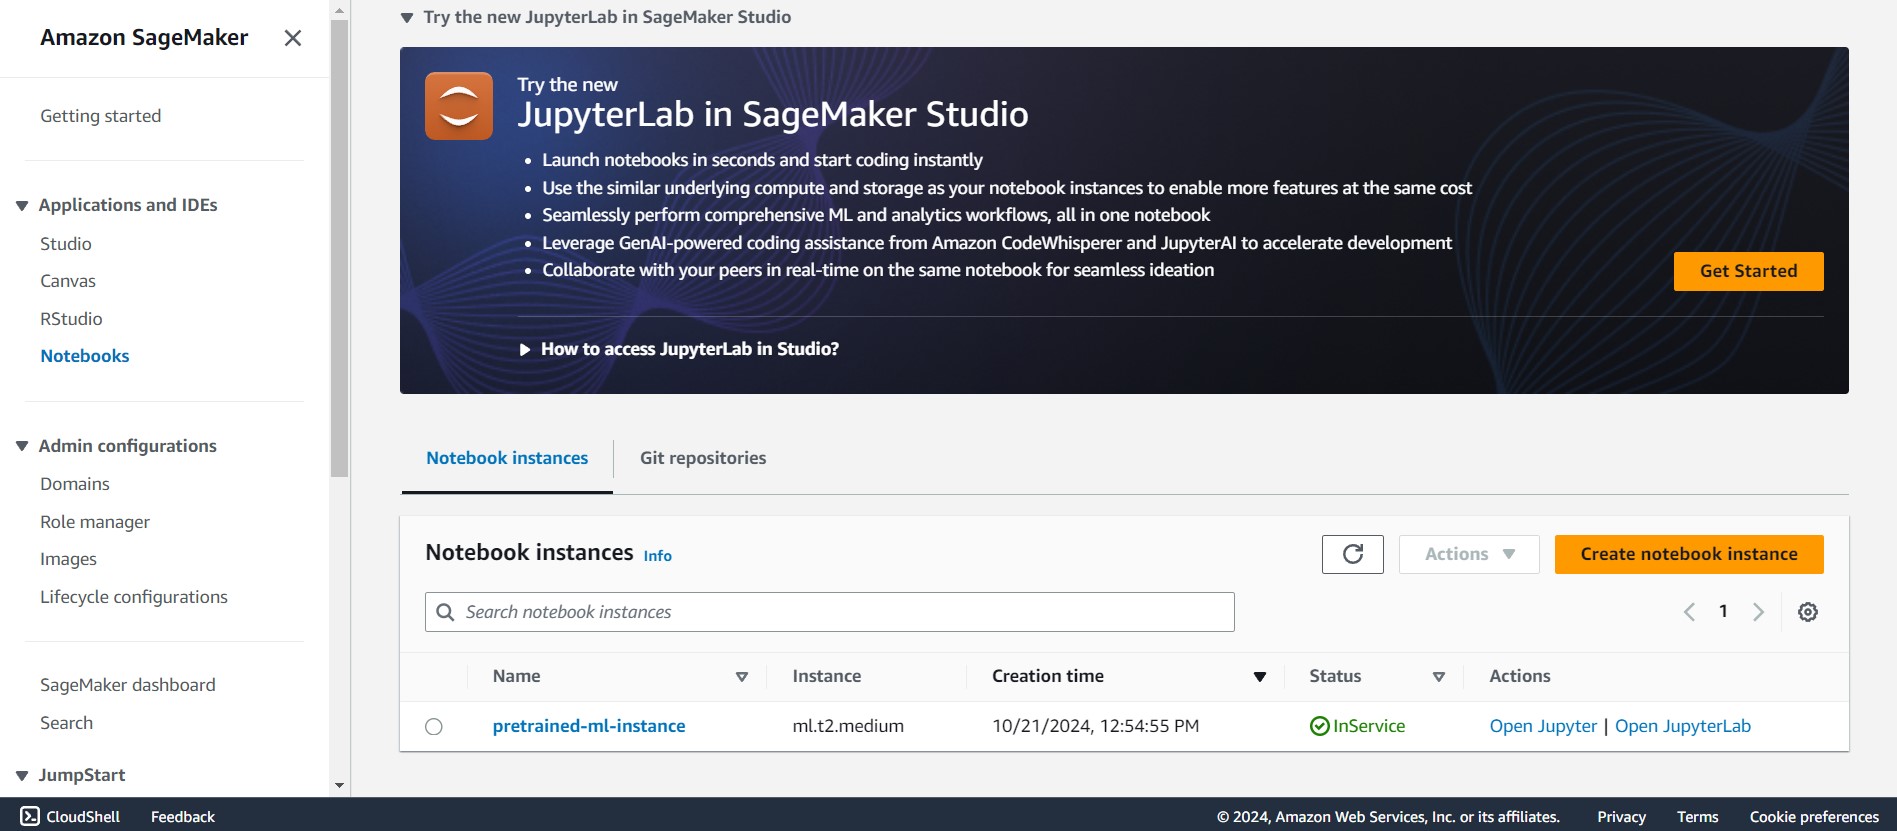 Amazon SageMaker
Getting started
Applications and IDEs
Studio
Canvas
RStudio
Notebooks
Admin configurations
Domains
Role manager
Images
Lifecycle configurations
SageMaker dashboard
Search
JumpStart
Try the new JupyterLab in SageMaker Studio
Try the new
JupyterLab in SageMaker Studio
Launch notebooks in seconds and start coding instantly
Use the similar underlying compute and storage as your notebook instances to enable more features at the same cost
Seamlessly perform comprehensive ML and analytics workflows, all in one notebook
Leverage GenAI-powered coding assistance from Amazon CodeWhisperer and JupyterAI to accelerate development
Collaborate with your peers in real-time on the same notebook for seamless ideation
Get Started
How to access JupyterLab in Studio?
Notebook instances Git repositories
Notebook instances Info
Actions Create notebook instance
Search notebook instances
1
Name Instance Creation time Status Actions
pretrained-ml-instance ml.t2.medium 10/21/2024, 12:54:55 PM InService Open Jupyter | Open JupyterLab
CloudShell Feedback © 2024, Amazon Web Services, Inc. or its affiliates. Privacy Terms Cookie preferences